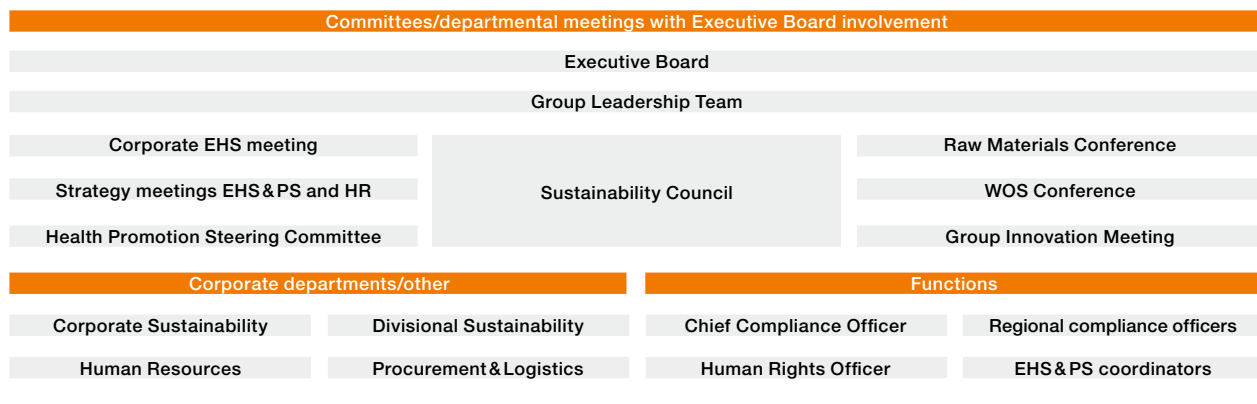 Committees/departmental meetings with Executive Board involvement
Executive Board
Group Leadership Team
Corporate EHS meeting
Strategy meetings EHS & PS and HR
Health Promotion Steering Committee
Sustainability Council
Raw Materials Conference
WOS Conference
Group Innovation Meeting
Corporate departments/other
Corporate Sustainability
Divisional Sustainability
Human Resources
Procurement & Logistics
Functions
Chief Compliance Officer
Regional compliance officers
Human Rights Officer
EHS & PS coordinators